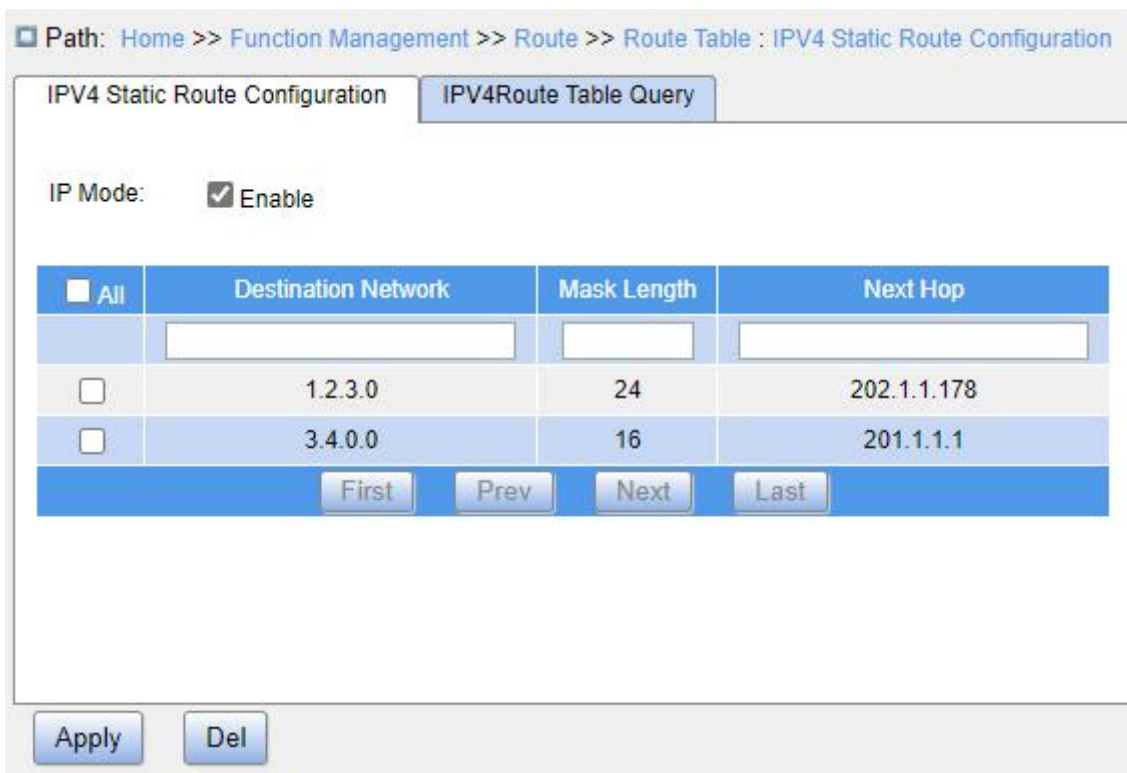 Path: Home >> Function Management >> Route >> Route Table : IPV4 Static Route Configuration
IPV4 Static Route Configuration IPV4Route Table Query
IP Mode: Enable
All Destination Network Mask Length Next Hop
1.2.3.0 24 202.1.1.178
3.4.0.0 16 201.1.1.1
First Prev Next Last
Apply Del